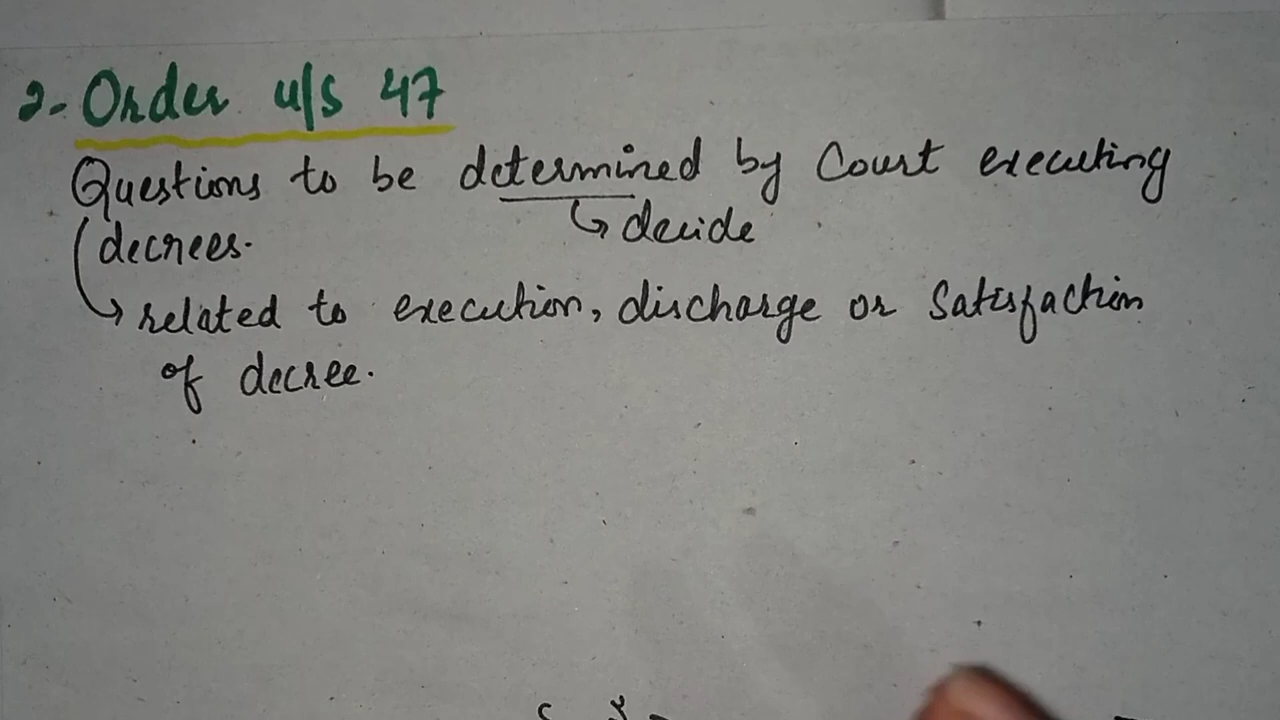 2. Order u/s 47
Questions to be determined by Court executing
↳ decide
decrees.
↳ related to execution, discharge or Satisfaction
of decree.